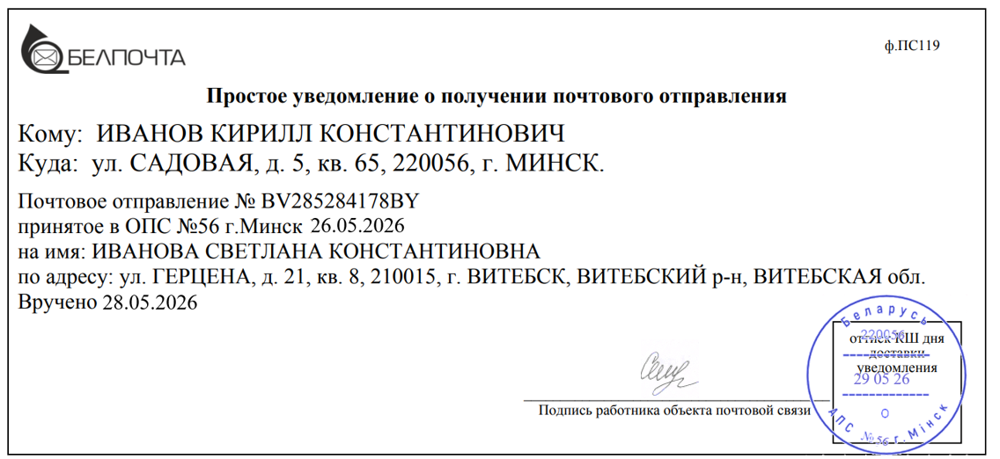 БЕЛПОЧТА
ф.ПС119
Простое уведомление о получении почтового отправления
Кому: ИВАНОВ КИРИЛЛ КОНСТАНТИНОВИЧ
Куда: ул. САДОВАЯ, д. 5, кв. 65, 220056, г. МИНСК.
Почтовое отправление № BV285284178BY
принятое в ОПС №56 г.Минск 26.05.2026
на имя: ИВАНОВА СВЕТЛАНА КОНСТАНТИНОВНА
по адресу: ул. ГЕРЦЕНА, д. 21, кв. 8, 210015, г. ВИТЕБСК, ВИТЕБСКИЙ р-н, ВИТЕБСКАЯ обл.
Вручено 28.05.2026
Подпись работника объекта почтовой связи
оттиск КШ дня
доставки
уведомления
Беларусь
220056
29 05 26
О
АПС №56 г.Мінск